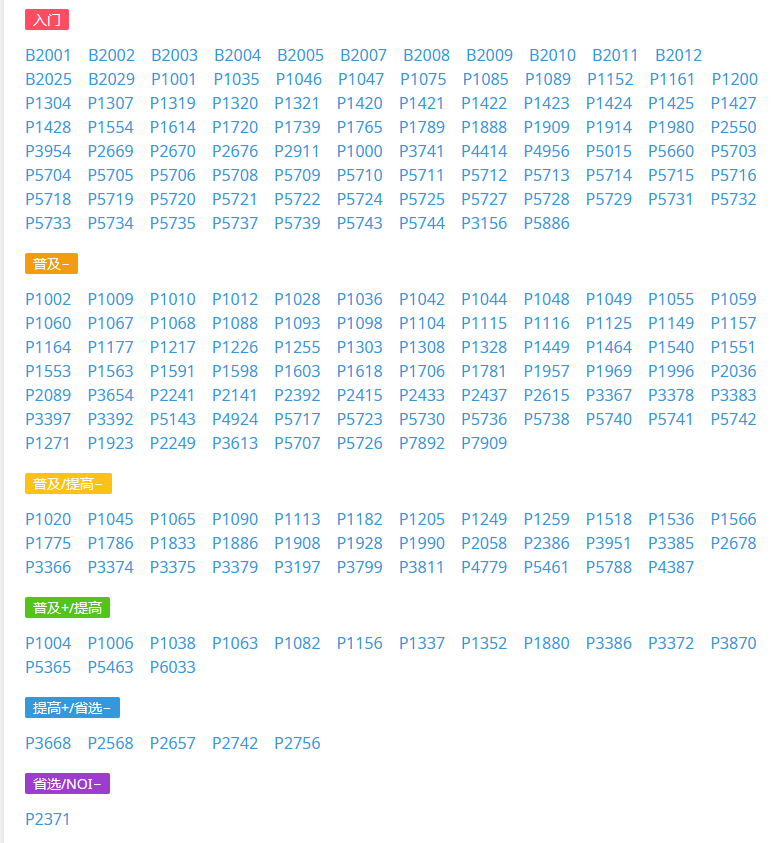 入门
B2001 B2002 B2003 B2004 B2005 B2007 B2008 B2009 B2010 B2011 B2012
B2025 B2029 P1001 P1035 P1046 P1047 P1075 P1085 P1089 P1152 P1161 P1200
P1304 P1307 P1319 P1320 P1321 P1420 P1421 P1422 P1423 P1424 P1425 P1427
P1428 P1554 P1614 P1720 P1739 P1765 P1789 P1888 P1909 P1914 P1980 P2550
P3954 P2669 P2670 P2676 P2911 P1000 P3741 P4414 P4956 P5015 P5660 P5703
P5704 P5705 P5706 P5708 P5709 P5710 P5711 P5712 P5713 P5714 P5715 P5716
P5718 P5719 P5720 P5721 P5722 P5724 P5725 P5727 P5728 P5729 P5731 P5732
P5733 P5734 P5735 P5737 P5739 P5743 P5744 P3156 P5886
普及−
P1002 P1009 P1010 P1012 P1028 P1036 P1042 P1044 P1048 P1049 P1055 P1059
P1060 P1067 P1068 P1088 P1093 P1098 P1104 P1115 P1116 P1125 P1149 P1157
P1164 P1177 P1217 P1226 P1255 P1303 P1308 P1328 P1449 P1464 P1540 P1551
P1553 P1563 P1591 P1598 P1603 P1618 P1706 P1781 P1957 P1969 P1996 P2036
P2089 P3654 P2241 P2141 P2392 P2415 P2433 P2437 P2615 P3367 P3378 P3383
P3397 P3392 P5143 P4924 P5717 P5723 P5730 P5736 P5738 P5740 P5741 P5742
P1271 P1923 P2249 P3613 P5707 P5726 P7892 P7909
普及/提高−
P1020 P1045 P1065 P1090 P1113 P1182 P1205 P1249 P1259 P1518 P1536 P1566
P1775 P1786 P1833 P1886 P1908 P1928 P1990 P2058 P2386 P3951 P3385 P2678
P3366 P3374 P3375 P3379 P3197 P3799 P3811 P4779 P5461 P5788 P4387
普及+/提高
P1004 P1006 P1038 P1063 P1082 P1156 P1337 P1352 P1880 P3386 P3372 P3870
P5365 P5463 P6033
提高+/省选−
P3668 P2568 P2657 P2742 P2756
省选/NOI−
P2371